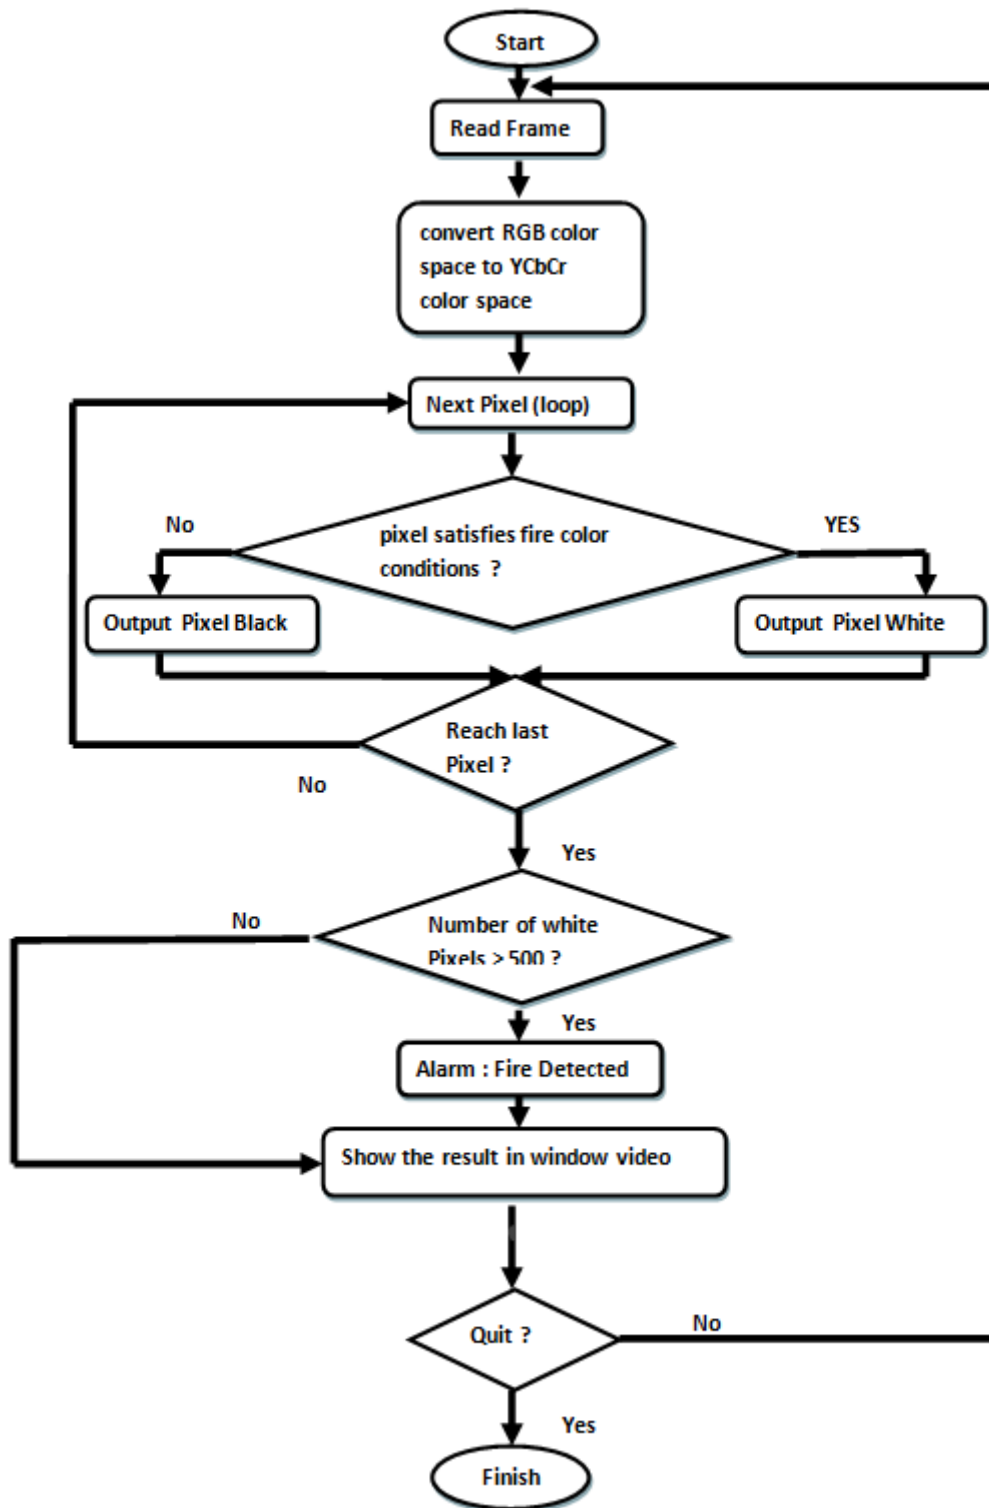 Start
Read Frame
convert RGB color
space to YCbCr
color space
Next Pixel (loop)
No
YES
pixel satisfies fire color
conditions ?
Output Pixel Black
Output Pixel White
Reach last
Pixel ?
No
Yes
No
Number of white
Pixels > 500 ?
Yes
Alarm : Fire Detected
Show the result in window video
Quit ?
No
Yes
Finish